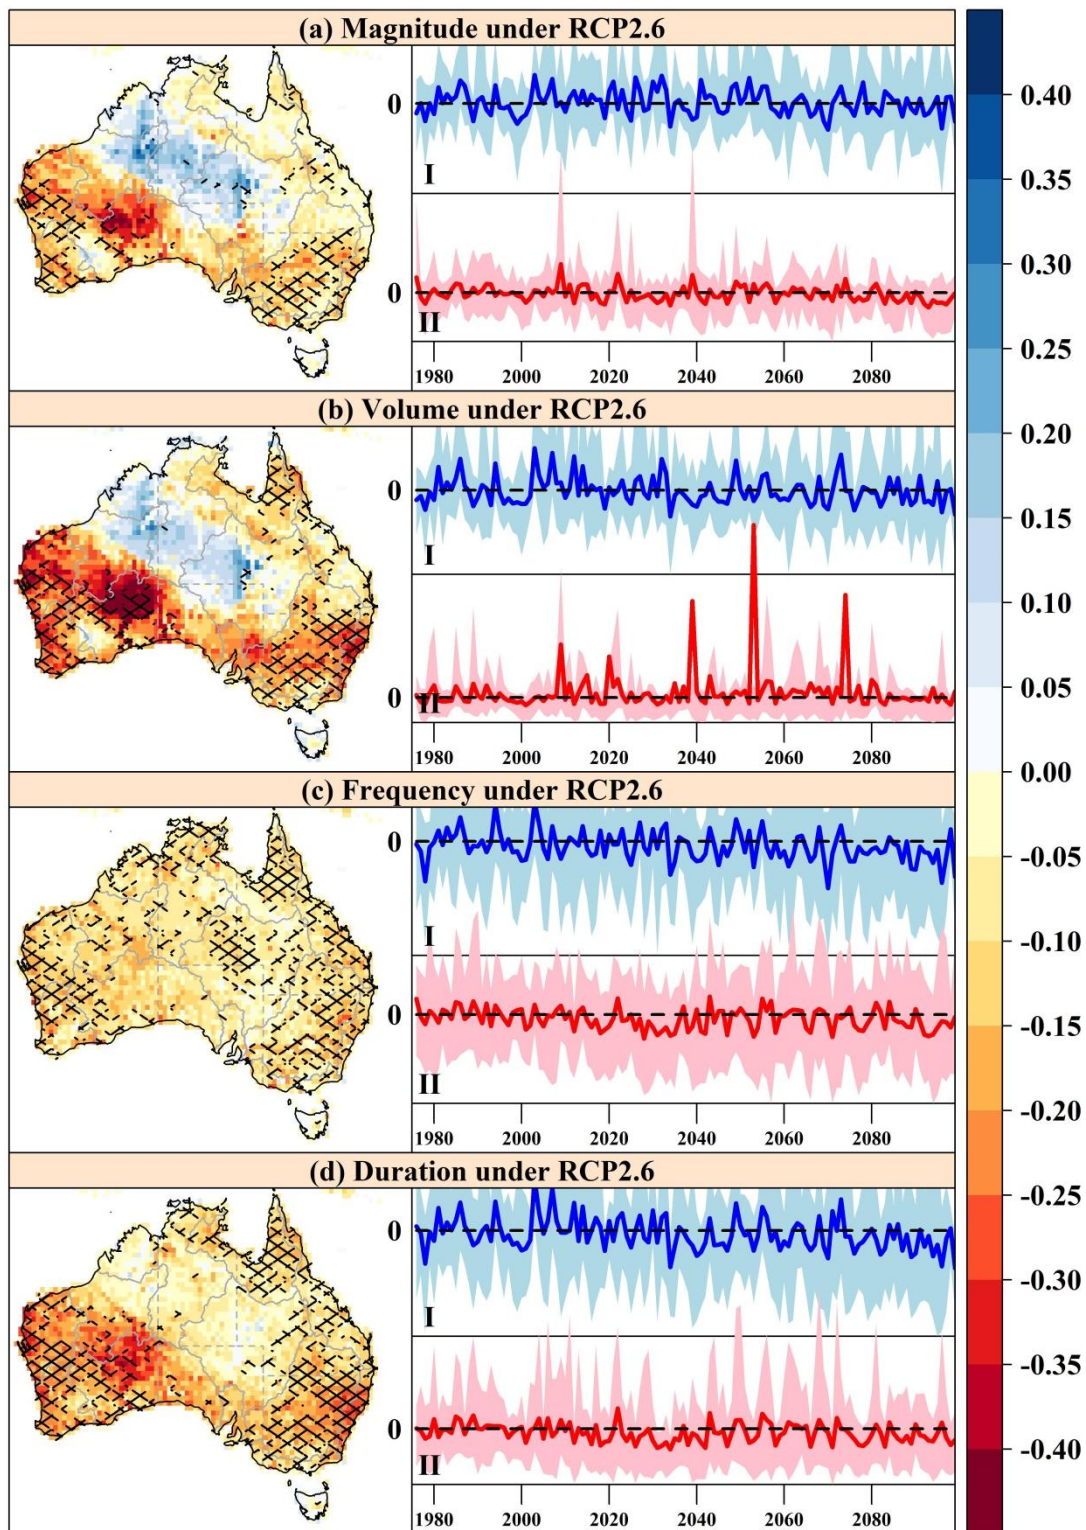 (a) Magnitude under RCP2.6
0
I
0
II
1980 2000 2020 2040 2060 2080
(b) Volume under RCP2.6
0
I
0
II
1980 2000 2020 2040 2060 2080
(c) Frequency under RCP2.6
0
I
0
II
1980 2000 2020 2040 2060 2080
(d) Duration under RCP2.6
0
I
0
II
1980 2000 2020 2040 2060 2080
0.40
0.35
0.30
0.25
0.20
0.15
0.10
0.05
0.00
-0.05
-0.10
-0.15
-0.20
-0.25
-0.30
-0.35
-0.40